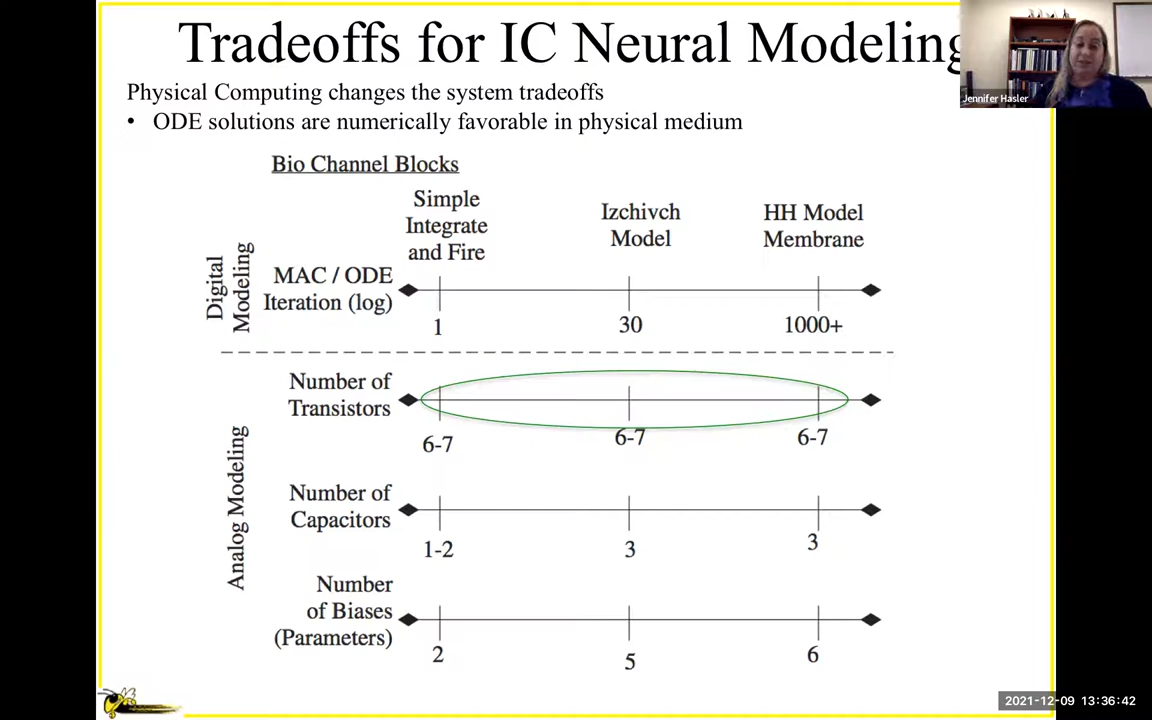 Tradeoffs for IC Neural Modeling
Jennifer Hasler
Physical Computing changes the system tradeoffs
• ODE solutions are numerically favorable in physical medium
Bio Channel Blocks
Simple
Integrate
and Fire
Izchivch
Model
HH Model
Membrane
Digital
Modeling
MAC / ODE
Iteration (log)
1
30
1000+
Analog Modeling
Number of
Transistors
6-7
6-7
6-7
Number of
Capacitors
1-2
3
3
Number
of Biases
(Parameters)
2
5
6
2021-12-09 13:36:42